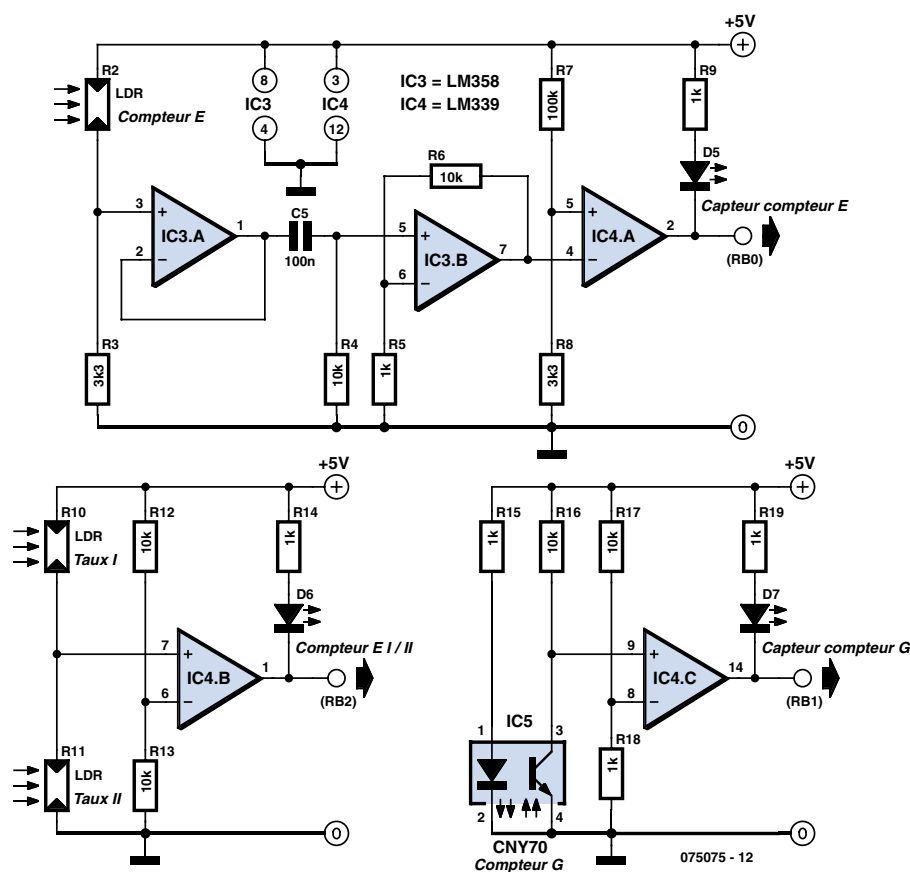 +5V
R2
LDR
Compteur E
8
IC3
4
3
IC4
12
IC3 = LM358
IC4 = LM339
R7
100k
R9
1k
D5
Capteur compteur E
R6
10k
3
+
IC3.A
1
2
−
C5
100n
5
+
IC3.B
7
6
−
5
+
IC4.A
2
4
−
(RB0)
R3
3k3
R4
10k
R5
1k
R8
3k3
0
+5V
R10
LDR
Taux I
R12
10k
R14
1k
D6
Compteur E I / II
7
+
IC4.B
1
6
−
(RB2)
R11
LDR
Taux II
R13
10k
0
+5V
R15
1k
R16
10k
R17
10k
R19
1k
D7
Capteur compteur G
9
+
IC4.C
14
8
−
(RB1)
IC5
1
3
R18
1k
2
4
CNY70
Compteur G
0
075075 - 12